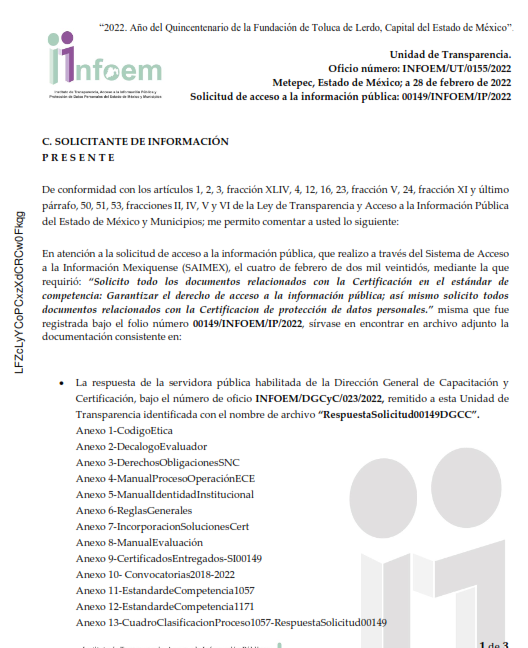 “2022. Año del Quincentenario de la Fundación de Toluca de Lerdo, Capital del Estado de México”.
infoem
Instituto de Transparencia, Acceso a la Información Pública y
Protección de Datos Personales del Estado de México y Municipios
Unidad de Transparencia.
Oficio número: INFOEM/UT/0155/2022
Metepec, Estado de México; a 28 de febrero de 2022
Solicitud de acceso a la información pública: 00149/INFOEM/IP/2022
C. SOLICITANTE DE INFORMACIÓN
P R E S E N T E
De conformidad con los artículos 1, 2, 3, fracción XLIV, 4, 12, 16, 23, fracción V, 24, fracción XI y último
párrafo, 50, 51, 53, fracciones II, IV, V y VI de la Ley de Transparencia y Acceso a la Información Pública
del Estado de México y Municipios; me permito comentar a usted lo siguiente:
En atención a la solicitud de acceso a la información pública, que realizo a través del Sistema de Acceso
a la Información Mexiquense (SAIMEX), el cuatro de febrero de dos mil veintidós, mediante la que
requirió: “Solicito todo los documentos relacionados con la Certificación en el estándar de
competencia: Garantizar el derecho de acceso a la información pública; así mismo solicito todos
documentos relacionados con la Certificacion de protección de datos personales.” misma que fue
registrada bajo el folio número 00149/INFOEM/IP/2022, sírvase en encontrar en archivo adjunto la
documentación consistente en:
LFZcLyYCoPCxzXdCRCw0Fkqg
• La respuesta de la servidora pública habilitada de la Dirección General de Capacitación y
Certificación, bajo el número de oficio INFOEM/DGCyC/023/2022, remitido a esta Unidad de
Transparencia identificada con el nombre de archivo “RespuestaSolicitud00149DGCC”.
Anexo 1-CodigoEtica
Anexo 2-DecalogoEvaluador
Anexo 3-DerechosObligacionesSNC
Anexo 4-ManualProcesoOperaciónECE
Anexo 5-ManualIdentidadInstitucional
Anexo 6-ReglasGenerales
Anexo 7-IncorporacionSolucionesCert
Anexo 8-ManualEvaluación
Anexo 9-CertificadosEntregados-SI00149
Anexo 10- Convocatorias2018-2022
Anexo 11-EstandardeCompetencia1057
Anexo 12-EstandardeCompetencia1171
Anexo 13-CuadroClasificacionProceso1057-RespuestaSolicitud00149
1 de 3